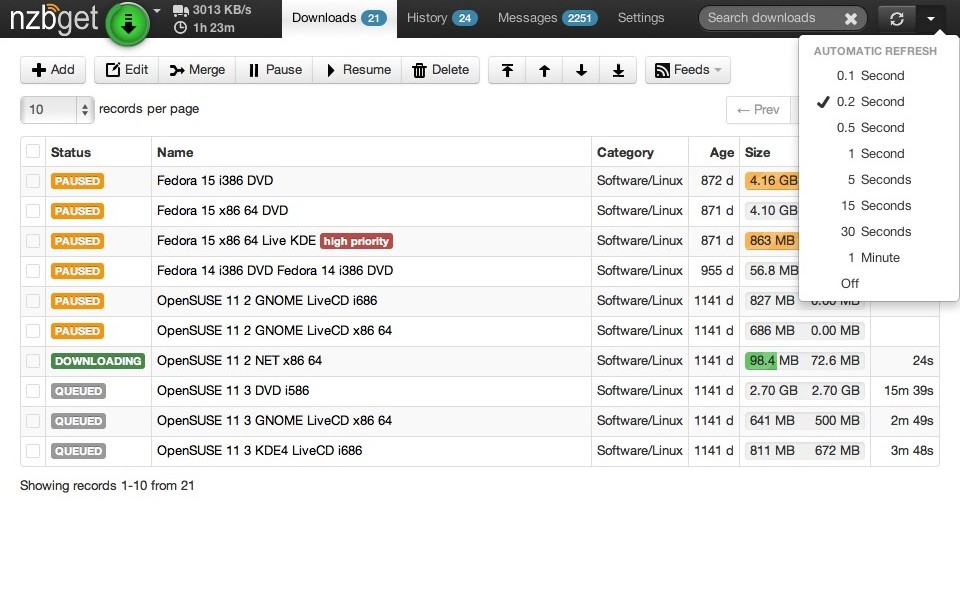 nzbget 3013 KB/s 1h 23m Downloads 21 History 24 Messages 2251 Settings Search downloads
Add Edit Merge Pause Resume Delete Feeds
10 records per page ← Prev
AUTOMATIC REFRESH
0.1 Second
0.2 Second
0.5 Second
1 Second
5 Seconds
15 Seconds
30 Seconds
1 Minute
Off
Status Name Category Age Size
PAUSED Fedora 15 i386 DVD Software/Linux 872 d 4.16 GB
PAUSED Fedora 15 x86 64 DVD Software/Linux 871 d 4.10 GB
PAUSED Fedora 15 x86 64 Live KDE high priority Software/Linux 871 d 863 MB
PAUSED Fedora 14 i386 DVD Fedora 14 i386 DVD Software/Linux 955 d 56.8 MB
PAUSED OpenSUSE 11 2 GNOME LiveCD i686 Software/Linux 1141 d 827 MB 0.00 MB
PAUSED OpenSUSE 11 2 GNOME LiveCD x86 64 Software/Linux 1141 d 686 MB 0.00 MB
DOWNLOADING OpenSUSE 11 2 NET x86 64 Software/Linux 1141 d 98.4 MB 72.6 MB 24s
QUEUED OpenSUSE 11 3 DVD i586 Software/Linux 1141 d 2.70 GB 2.70 GB 15m 39s
QUEUED OpenSUSE 11 3 GNOME LiveCD x86 64 Software/Linux 1141 d 641 MB 500 MB 2m 49s
QUEUED OpenSUSE 11 3 KDE4 LiveCD i686 Software/Linux 1141 d 811 MB 672 MB 3m 48s
Showing records 1-10 from 21